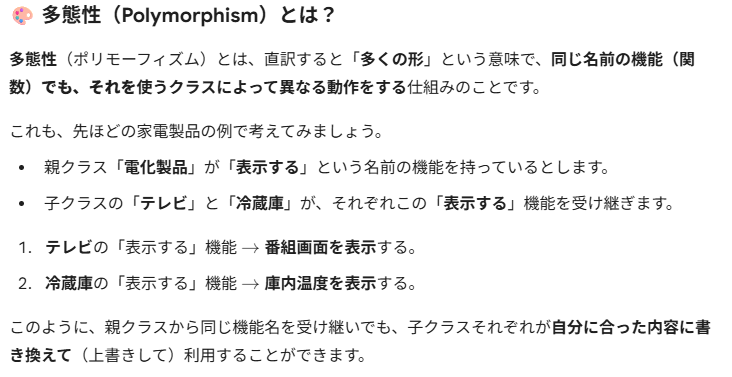 🎨 多態性（Polymorphism）とは？
多態性（ポリモーフィズム）とは、直訳すると「多くの形」という意味で、同じ名前の機能（関
数）でも、それを使うクラスによって異なる動作をする仕組みのことです。
これも、先ほどの家電製品の例で考えてみましょう。
• 親クラス「電化製品」が「表示する」という名前の機能を持っているとします。
• 子クラスの「テレビ」と「冷蔵庫」が、それぞれこの「表示する」機能を受け継ぎます。
1. テレビの「表示する」機能 → 番組画面を表示する。
2. 冷蔵庫の「表示する」機能 → 庫内温度を表示する。
このように、親クラスから同じ機能名を受け継いでも、子クラスそれぞれが自分に合った内容に書
き換えて（上書きして）利用することができます。